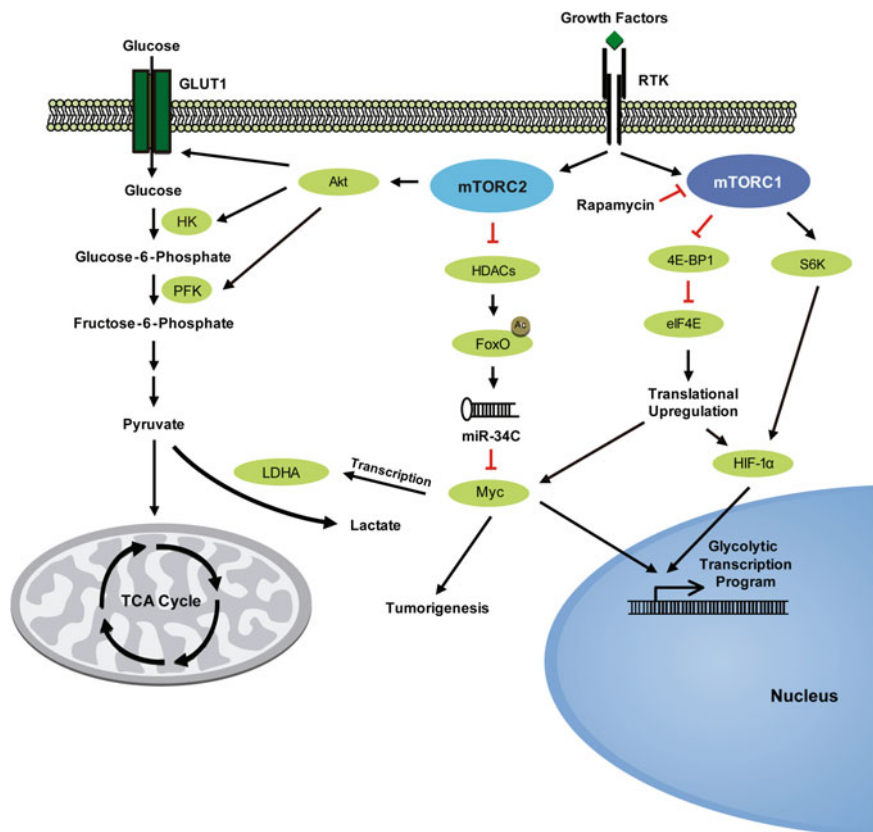 Growth Factors
Glucose
GLUT1
RTK
Glucose
Akt
mTORC2
mTORC1
Rapamycin
HK
Glucose-6-Phosphate
HDACs
4E-BP1
S6K
PFK
Fructose-6-Phosphate
Ac
FoxO
eIF4E
Translational
Upregulation
Pyruvate
miR-34C
LDHA
Transcription
HIF-1α
Myc
Lactate
Glycolytic
Transcription
Program
TCA Cycle
Tumorigenesis
Nucleus